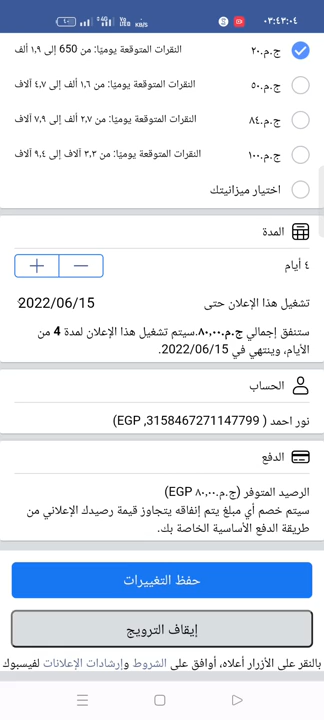 ٠٣:٤٣:٠٤
ج.م.٢٠ النقرات المتوقعة يوميًا: من 650 إلى ١٫٩ ألف
ج.م.٥٠ النقرات المتوقعة يوميًا: من ١٫٦ ألف إلى ٤٫٧ آلاف
ج.م.٨٤ النقرات المتوقعة يوميًا: من ٢٫٧ ألف إلى ٧٫٩ آلاف
ج.م.١٠٠ النقرات المتوقعة يوميًا: من ٣٫٣ آلاف إلى ٩٫٤ آلاف
اختيار ميزانيتك
المدة
٤ أيام
تشغيل هذا الإعلان حتى 2022/06/15
ستنفق إجمالي ج.م.٨٠٫٠٠.سيتم تشغيل هذا الإعلان لمدة 4 من
الأيام، وينتهي في 2022/06/15.
الحساب
نور احمد ( EGP ,3158467271147799)
الدفع
الرصيد المتوفر (ج.م.٨٠٫٠٠ EGP)
سيتم خصم أي مبلغ يتم إنفاقه يتجاوز قيمة رصيدك الإعلاني من
طريقة الدفع الأساسية الخاصة بك.
حفظ التغييرات
إيقاف الترويج
بالنقر على الأزرار أعلاه، أوافق على الشروط وإرشادات الإعلانات لفيسبوك